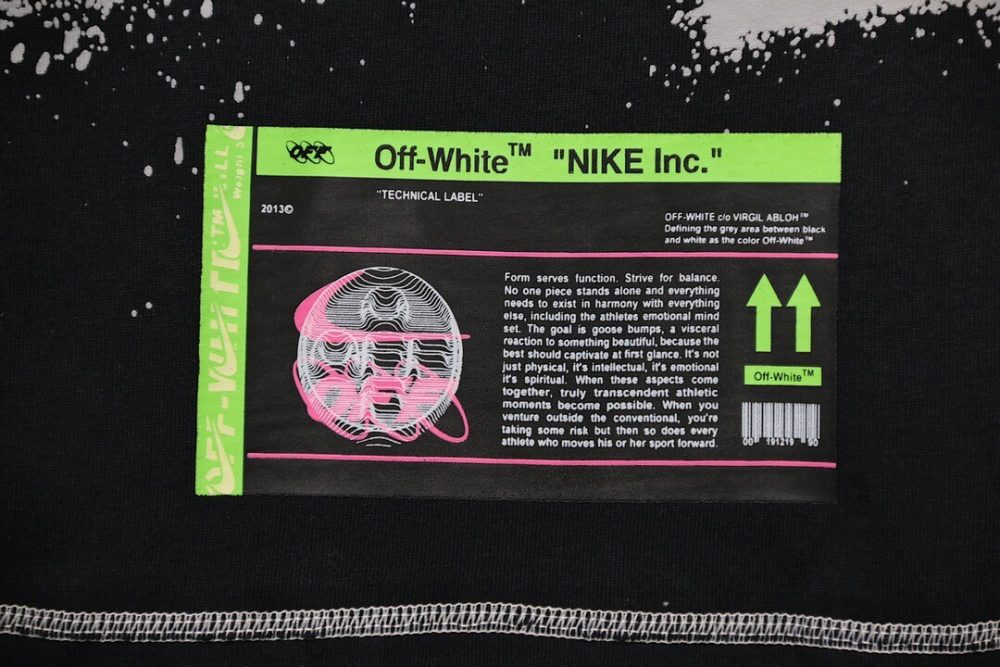 OFF
Off-White™ "NIKE Inc."
"TECHNICAL LABEL"
2013©
OFF-WHITE c/o VIRGIL ABLOH™
Defining the grey area between black
and white as the color Off-White™
Form serves function. Strive for balance.
No one piece stands alone and everything
needs to exist in harmony with everything
else, including the athletes emotional mind
set. The goal is goose bumps, a visceral
reaction to something beautiful, because the
best should captivate at first glance. It's not
just physical, it's intellectual, it's emotional
it's spiritual. When these aspects come
together, truly transcendent athletic
moments become possible. When you
venture outside the conventional, you're
taking some risk but then so does every
athlete who moves his or her sport forward.
Off-White™
00 191219 90
OFF-WHITE™
Weight